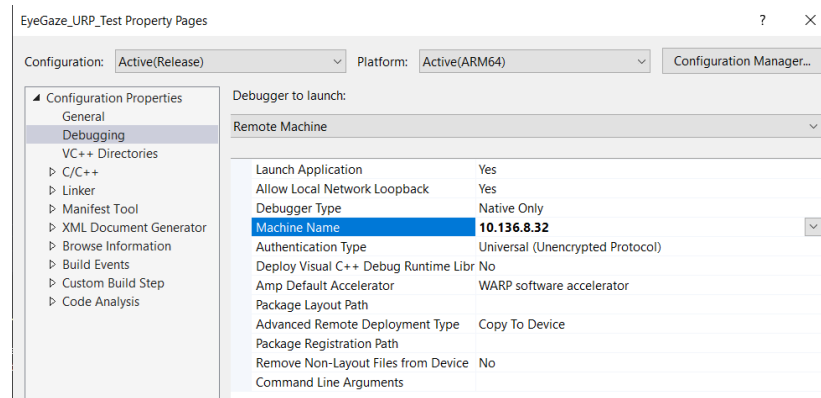 EyeGaze_URP_Test Property Pages ? ×
Configuration: Active(Release) Platform: Active(ARM64) Configuration Manager...
Configuration Properties
General
Debugging
VC++ Directories
C/C++
Linker
Manifest Tool
XML Document Generator
Browse Information
Build Events
Custom Build Step
Code Analysis
Debugger to launch:
Remote Machine
Launch Application Yes
Allow Local Network Loopback Yes
Debugger Type Native Only
Machine Name 10.136.8.32
Authentication Type Universal (Unencrypted Protocol)
Deploy Visual C++ Debug Runtime Libr No
Amp Default Accelerator WARP software accelerator
Package Layout Path
Advanced Remote Deployment Type Copy To Device
Package Registration Path
Remove Non-Layout Files from Device No
Command Line Arguments